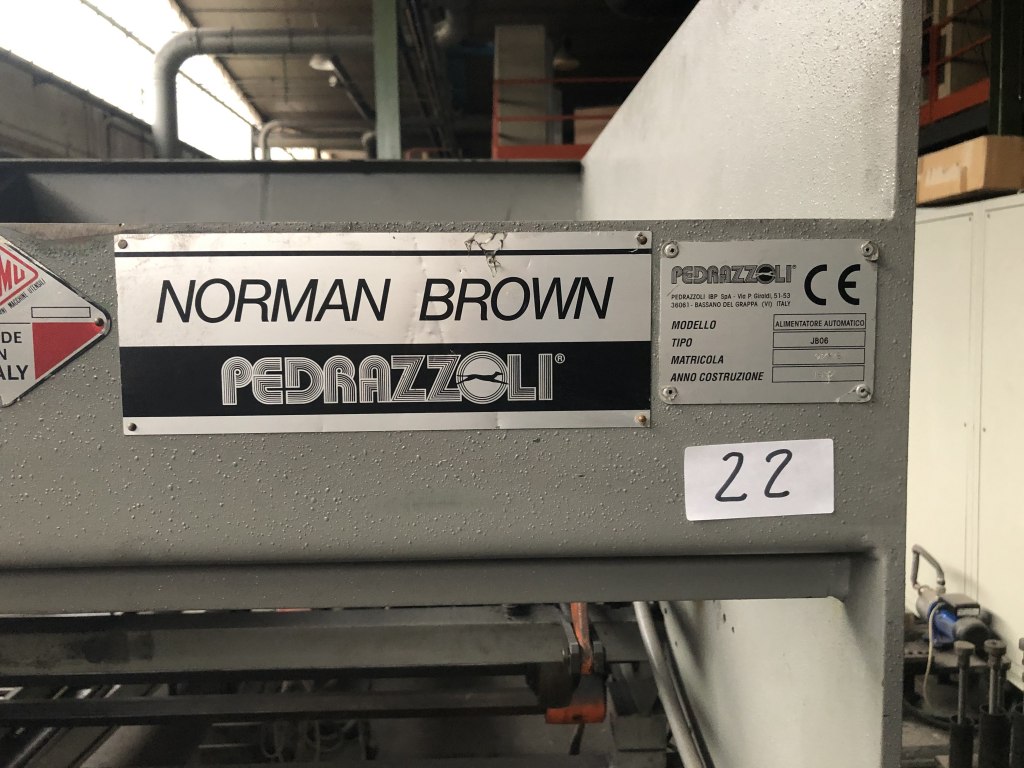 DE
N
ALY
NORMAN BROWN
PEDRAZZOLI®
PEDRAZZOLI® CE
PEDRAZZOLI IBP SpA - Via P. Giroldi, 51-53
36061 - BASSANO DEL GRAPPA (VI) ITALY
MODELLO ALIMENTATORE AUTOMATICO
TIPO JB06
MATRICOLA
ANNO COSTRUZIONE
22